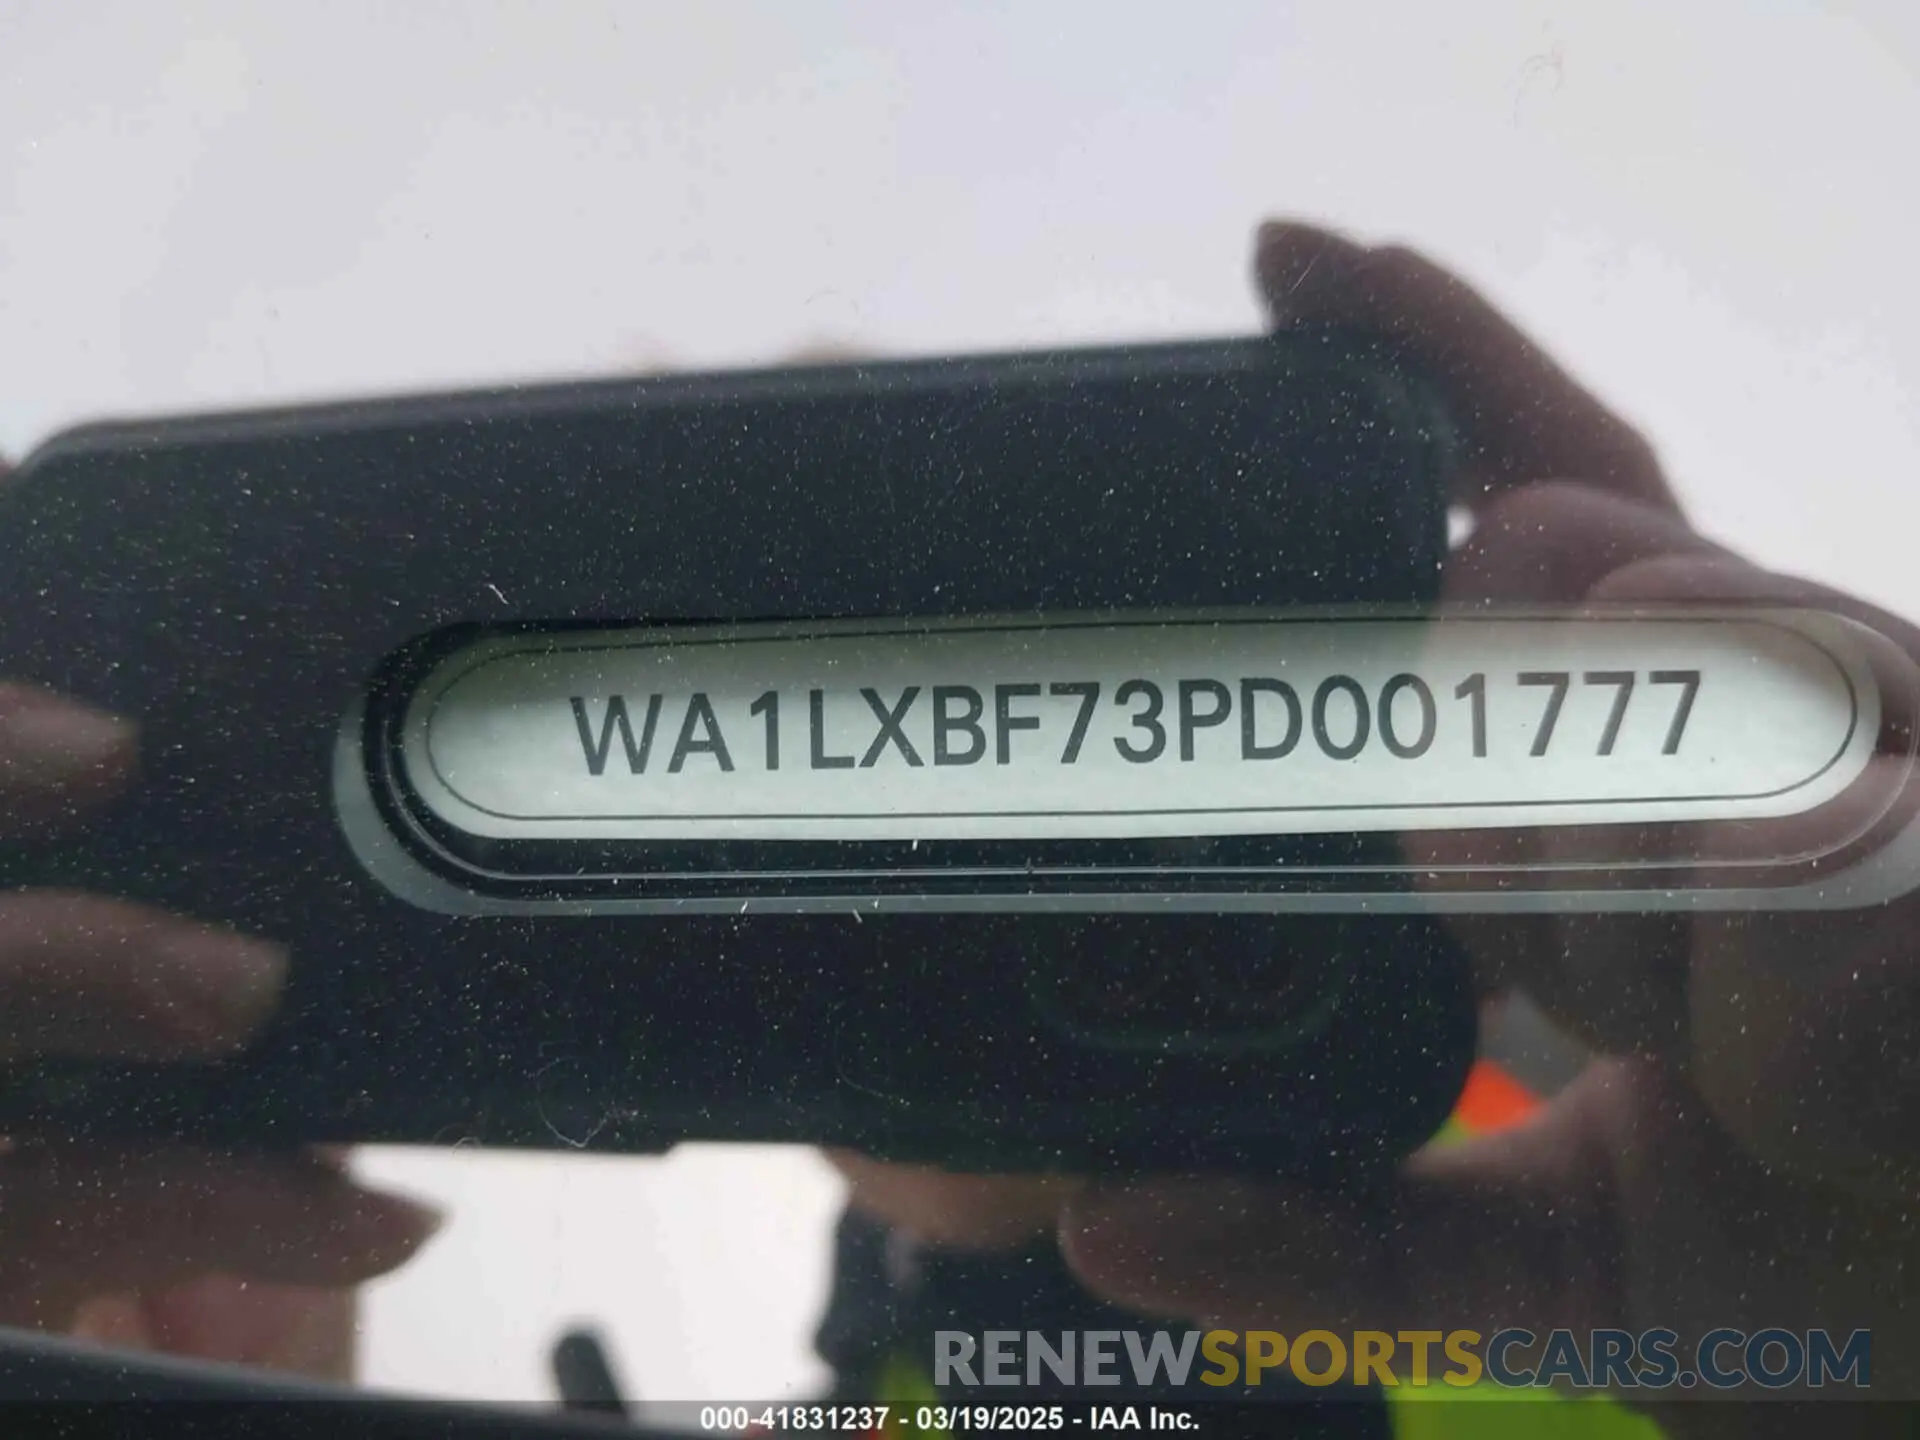 WA1LXBF73PD001777
RENEWSPORTSCARS.COM
000-41831237 - 03/19/2025 - IAA Inc.